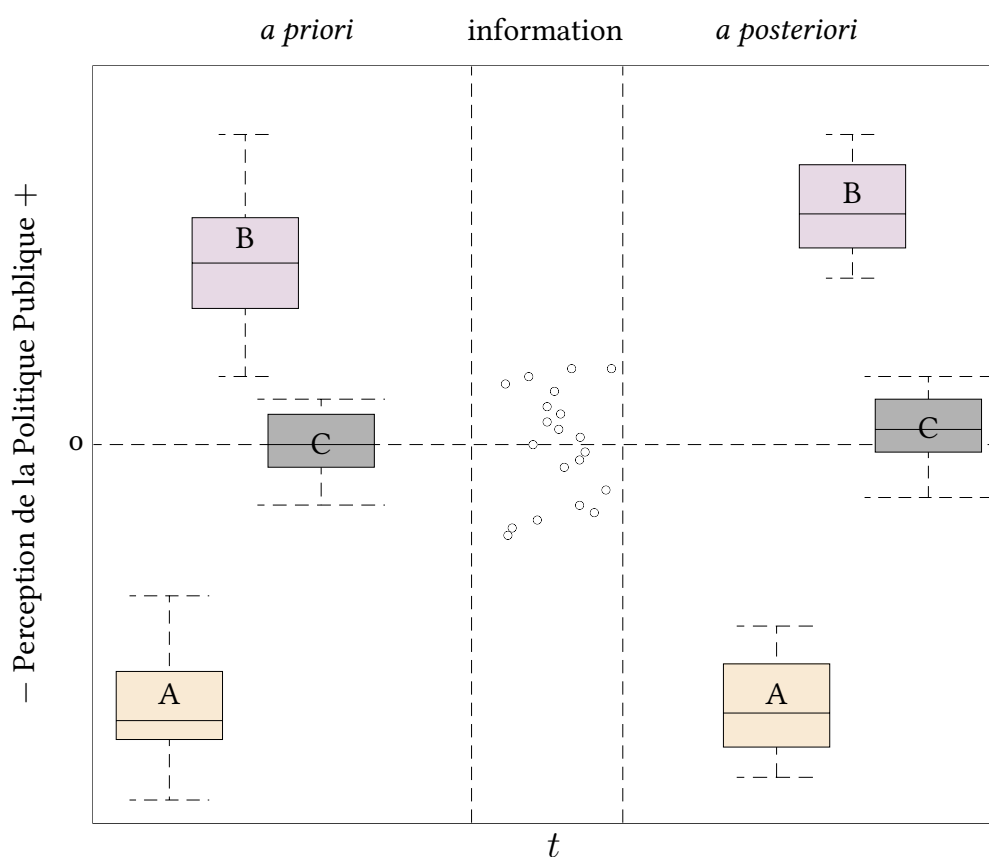 a priori
information
a posteriori
− Perception de la Politique Publique +
B
B
C
C
0
A
A
t